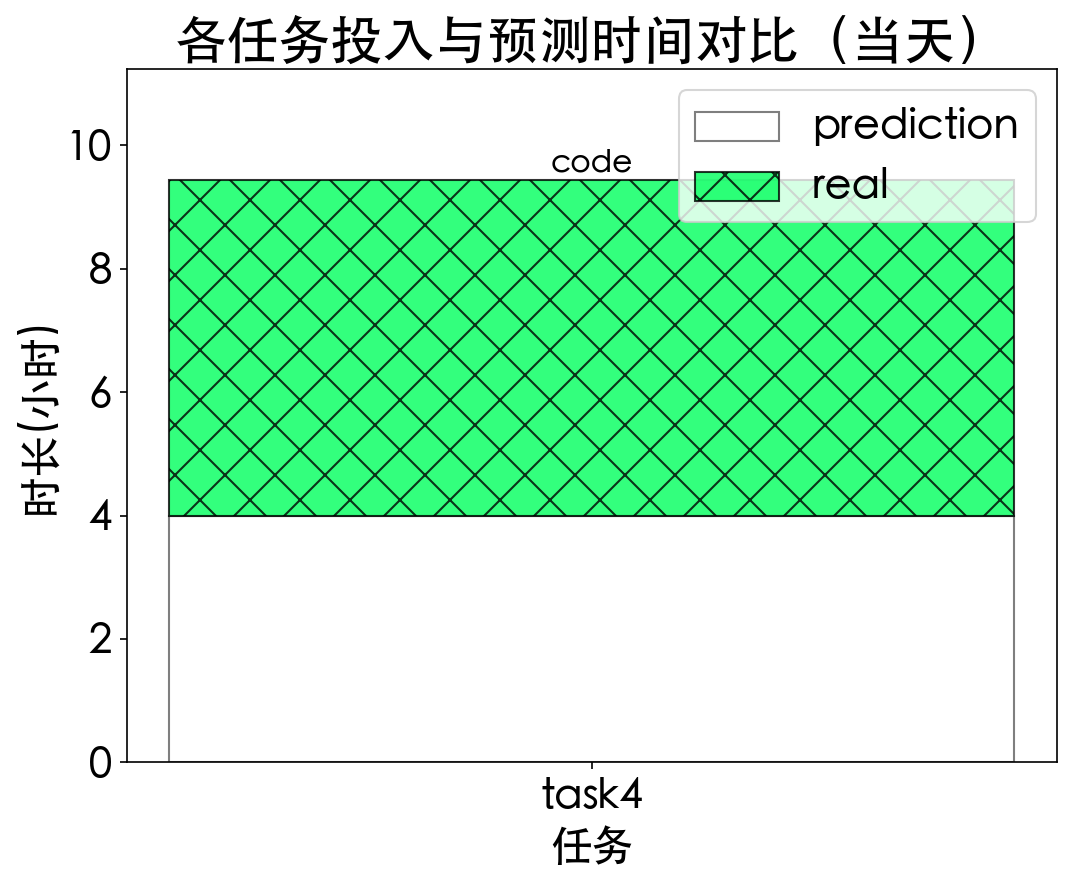 各任务投入与预测时间对比（当天）
prediction
real
code
10
8
6
4
2
0
时长(小时)
task4
任务